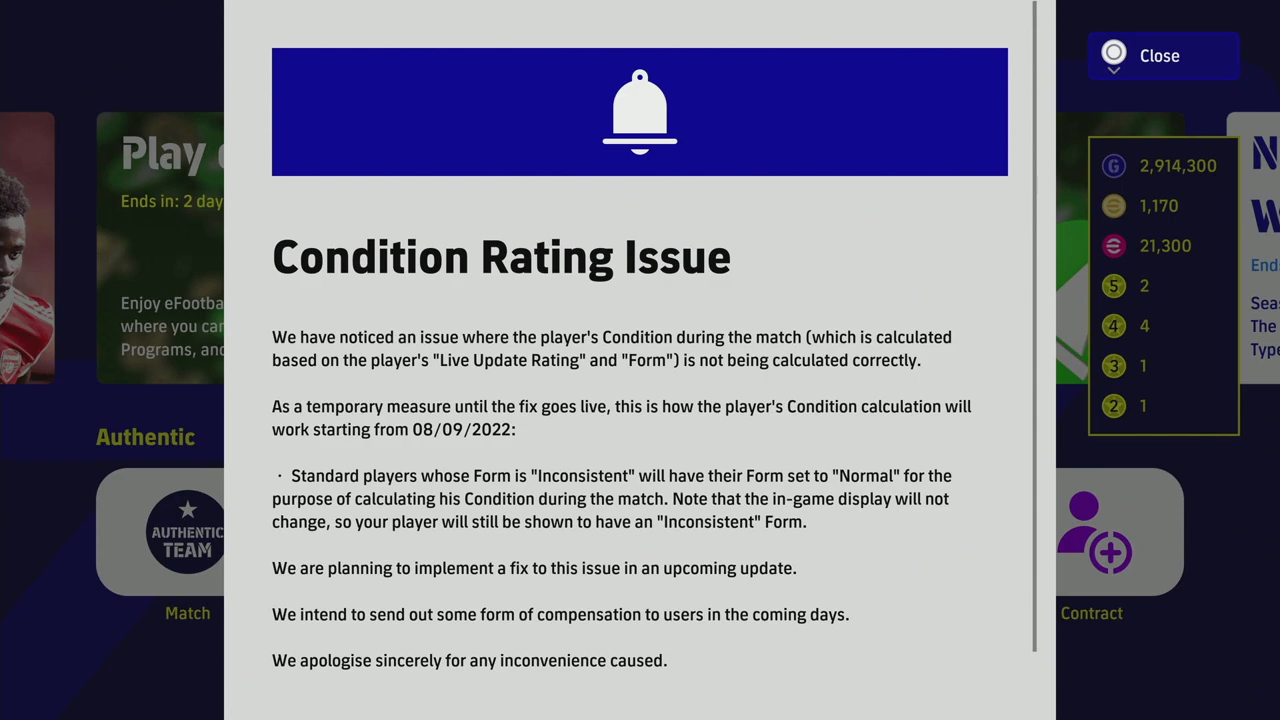 Close
Play
Ends in: 2 day
Enjoy eFootba
where you car
Programs, and
G 2,914,300
1,170
21,300
5 2
4 4
3 1
2 1
N
W
End
Seas
The
Type
Condition Rating Issue
We have noticed an issue where the player's Condition during the match (which is calculated
based on the player's "Live Update Rating" and "Form") is not being calculated correctly.
As a temporary measure until the fix goes live, this is how the player's Condition calculation will
work starting from 08/09/2022:
· Standard players whose Form is "Inconsistent" will have their Form set to "Normal" for the
purpose of calculating his Condition during the match. Note that the in-game display will not
change, so your player will still be shown to have an "Inconsistent" Form.
We are planning to implement a fix to this issue in an upcoming update.
We intend to send out some form of compensation to users in the coming days.
We apologise sincerely for any inconvenience caused.
Authentic
AUTHENTIC
TEAM
Match
Contract